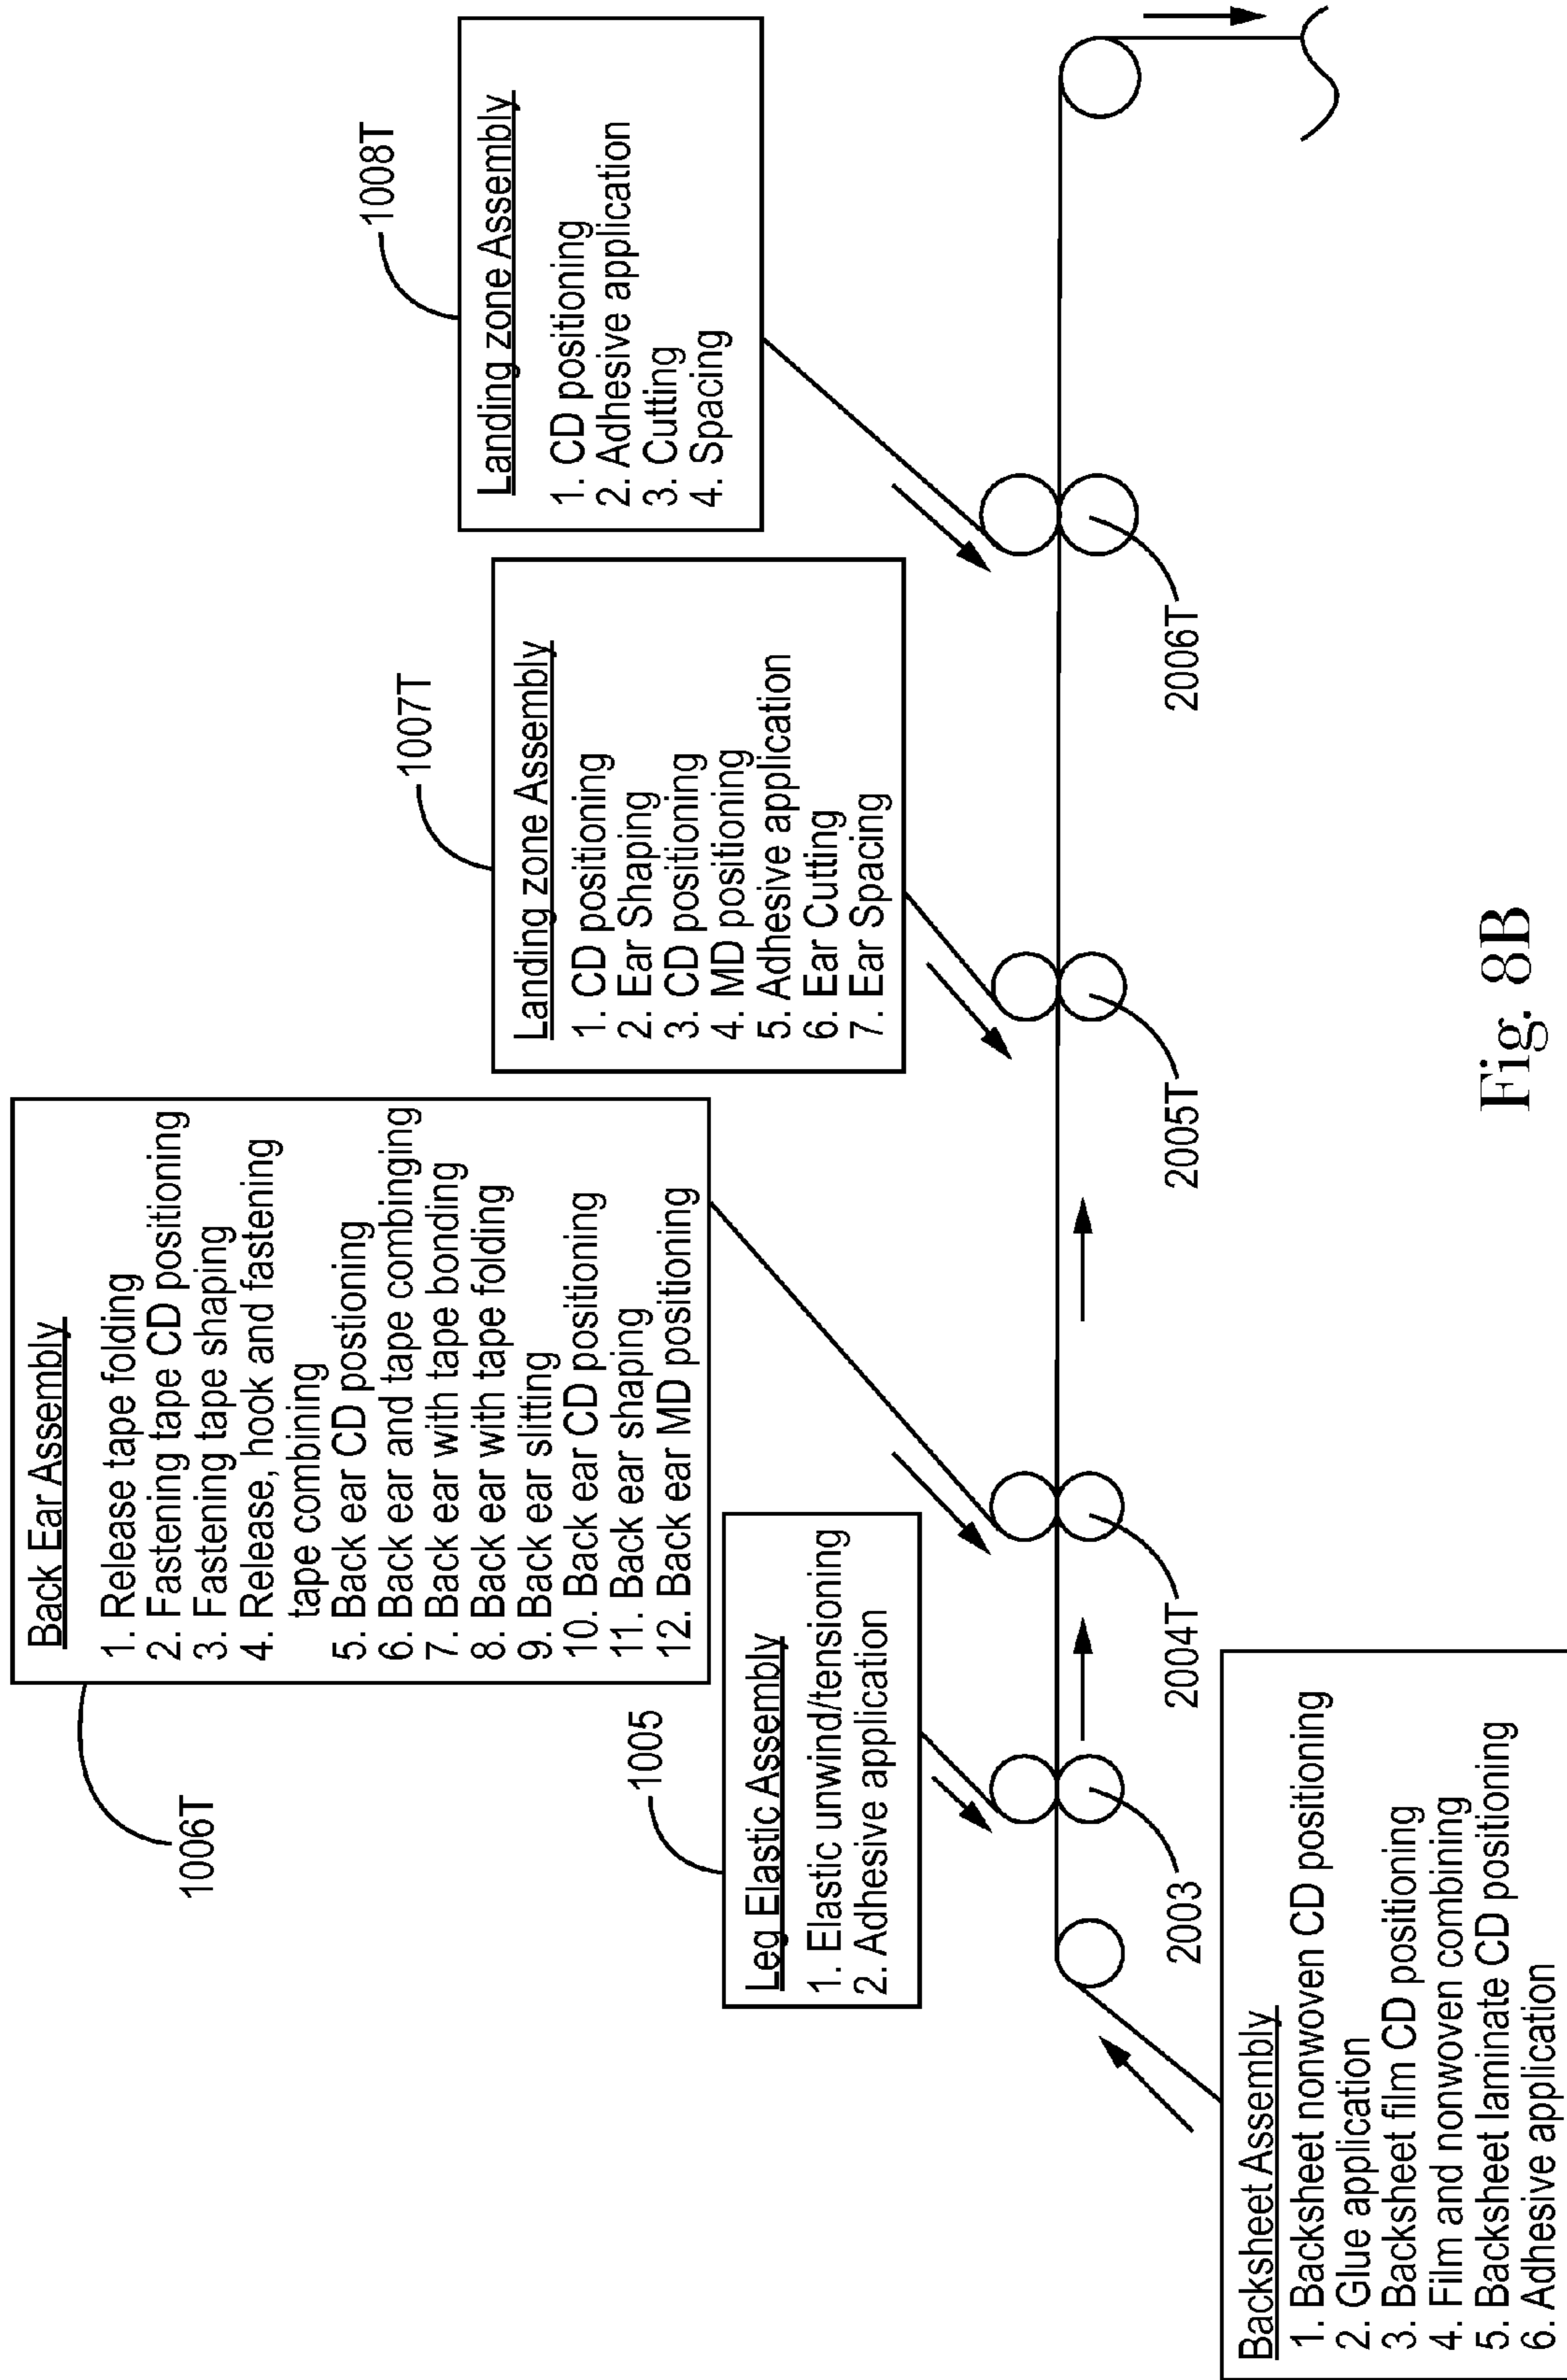 Back Ear Assembly
1. Release tape folding
2. Fastening tape CD positioning
3. Fastening tape shaping
4. Release, hook and fastening
tape combining
5. Back ear CD postioning
6. Back ear and tape combinging
7. Back ear with tape bonding
8. Back ear with tape folding
9. Back ear slitting
10. Back ear CD positioning
11. Back ear shaping
12. Back ear MD positioning
1006T
Leg Elastic Assembly
1. Elastic unwind/tensioning
2. Adhesive application
1005
Landing zone Assembly
1. CD positioning
2. Ear Shaping
3. CD positioning
4. MD positioning
5. Adhesive application
6. Ear Cutting
7. Ear Spacing
1007T
Landing zone Assembly
1. CD positioning
2. Adhesive application
3. Cuttting
4. Spacing
1008T
2003
2004T
2005T
2006T
Backsheet Assembly
1. Backsheet nonwoven CD positioning
2. Glue application
3. Backsheet film CD positioning
4. Film and nonwoven combining
5. Backsheet laminate CD positioning
6. Adhesive application
Fig. 8B